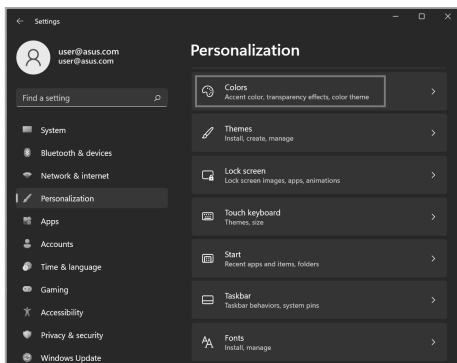 Settings
user@asus.com
user@asus.com
Find a setting
System
Bluetooth & devices
Network & internet
Personalization
Apps
Accounts
Time & language
Gaming
Accessibility
Privacy & security
Windows Update
Personalization
Colors
Accent color, transparency effects, color theme
Themes
Install, create, manage
Lock screen
Lock screen images, apps, animations
Touch keyboard
Themes, size
Start
Recent apps and items, folders
Taskbar
Taskbar behaviors, system pins
Fonts
Install, manage